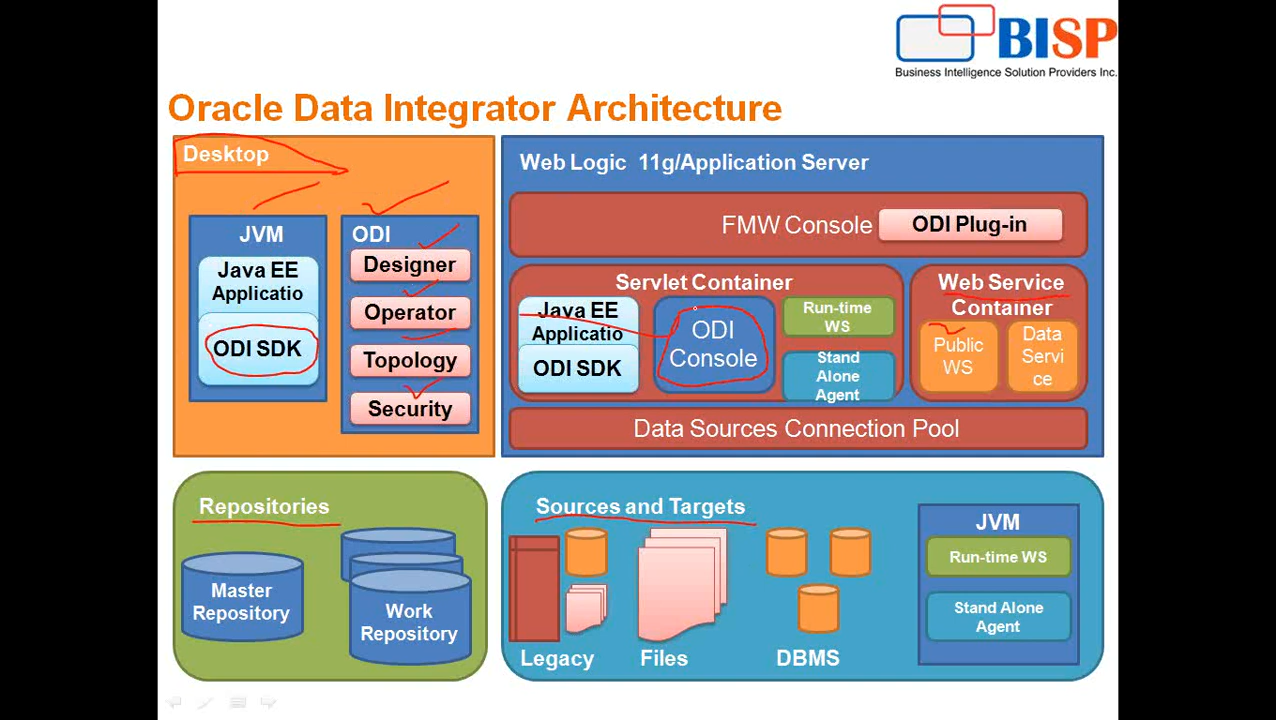 BISP
Business Intelligence Solution Providers Inc.
Oracle Data Integrator Architecture
Desktop
JVM
Java EE
Applicatio
ODI SDK
ODI
Designer
Operator
Topology
Security
Web Logic 11g/Application Server
FMW Console
ODI Plug-in
Servlet Container
Java EE
Applicatio
ODI SDK
ODI
Console
Run-time
WS
Stand
Alone
Agent
Web Service
Container
Public
WS
Data
Servi
ce
Data Sources Connection Pool
Repositories
Master
Repository
Work
Repository
Sources and Targets
Legacy
Files
DBMS
JVM
Run-time WS
Stand Alone
Agent